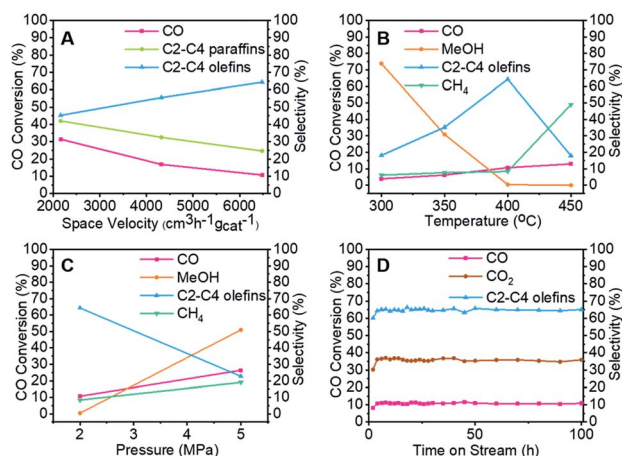 A
CO
C2-C4 paraffins
C2-C4 olefins
CO Conversion (%)
Selectivity (%)
100
90
80
70
60
50
40
30
20
10
0
100
90
80
70
60
50
40
30
20
10
0
2000 3000 4000 5000 6000
Space Velocity (cm³h-1gcat-1)
B
CO
MeOH
C2-C4 olefins
CH₄
CO Conversion (%)
Selectivity (%)
100
90
80
70
60
50
40
30
20
10
0
100
90
80
70
60
50
40
30
20
10
0
300 350 400 450
Temperature (ºC)
C
CO
MeOH
C2-C4 olefins
CH₄
CO Conversion (%)
Selectivity (%)
100
90
80
70
60
50
40
30
20
10
0
100
90
80
70
60
50
40
30
20
10
0
2 3 4 5
Pressure (MPa)
D
CO
CO₂
C2-C4 olefins
CO Conversion (%)
Selectivity (%)
100
90
80
70
60
50
40
30
20
10
0
100
90
80
70
60
50
40
30
20
10
0
0 20 40 60 80 100
Time on Stream (h)